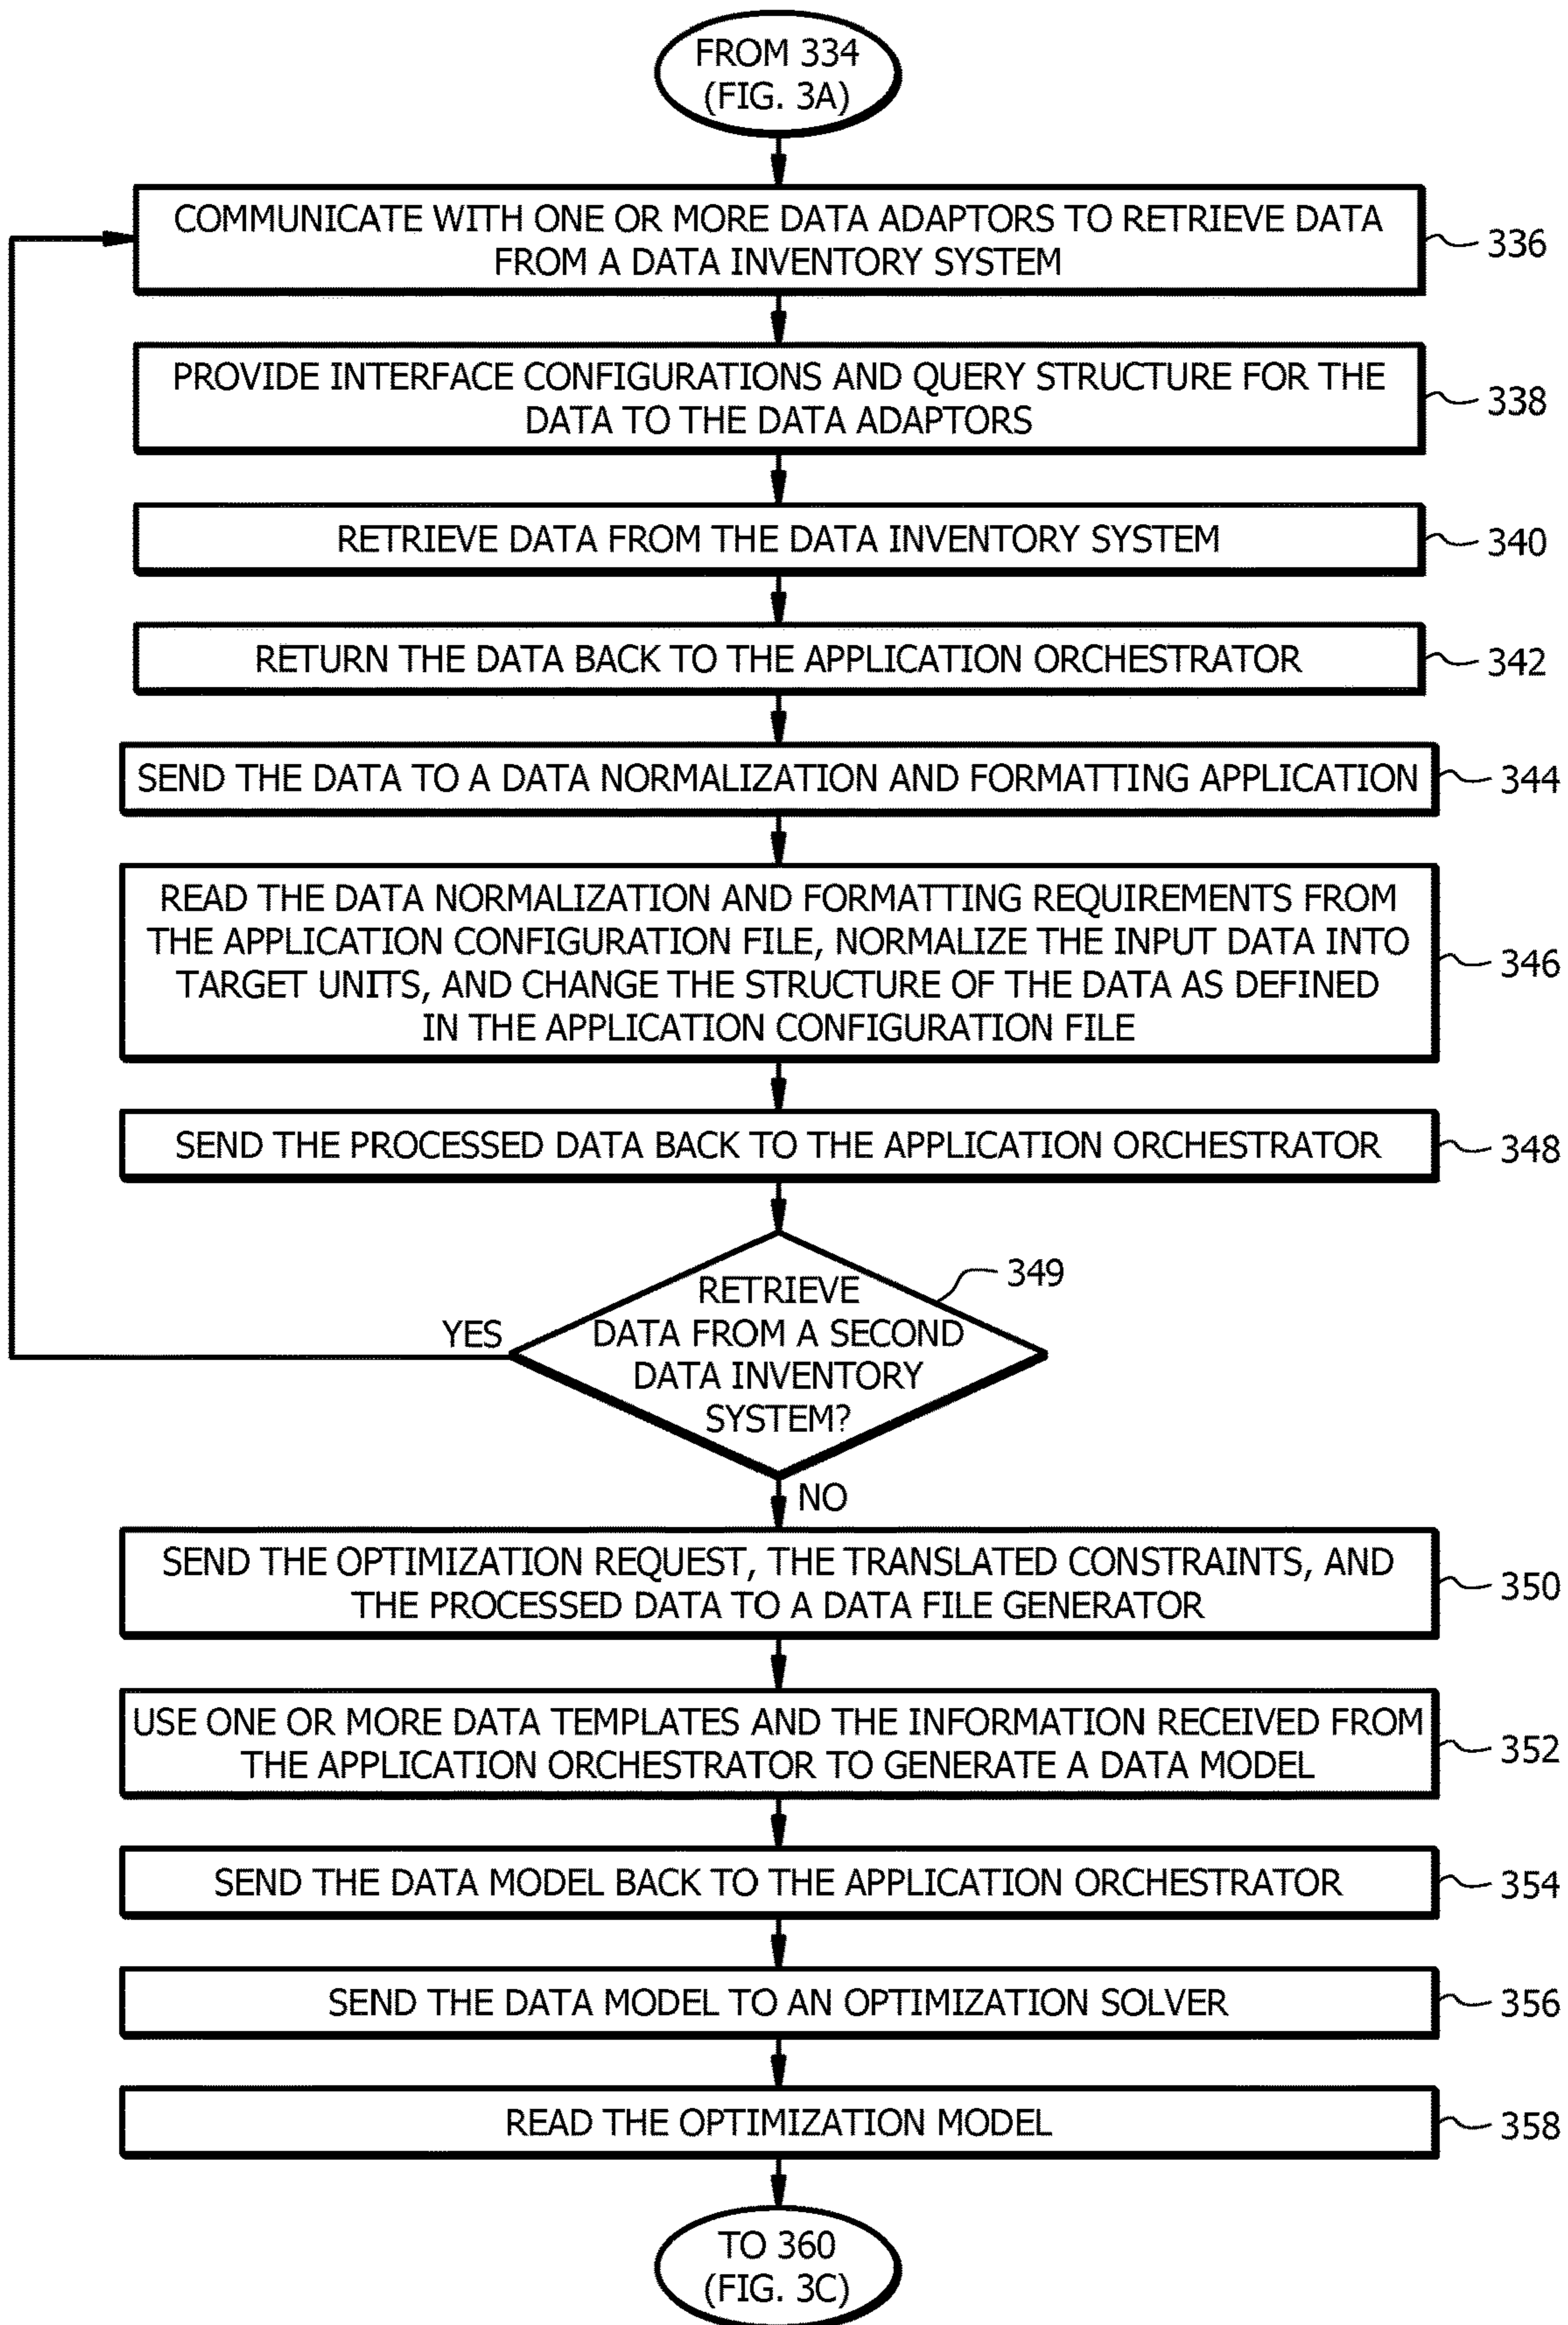 FROM 334
(FIG. 3A)
COMMUNICATE WITH ONE OR MORE DATA ADAPTORS TO RETRIEVE DATA
FROM A DATA INVENTORY SYSTEM
336
PROVIDE INTERFACE CONFIGURATIONS AND QUERY STRUCTURE FOR THE
DATA TO THE DATA ADAPTORS
338
RETRIEVE DATA FROM THE DATA INVENTORY SYSTEM
340
RETURN THE DATA BACK TO THE APPLICATION ORCHESTRATOR
342
SEND THE DATA TO A DATA NORMALIZATION AND FORMATTING APPLICATION
344
READ THE DATA NORMALIZATION AND FORMATTING REQUIREMENTS FROM
THE APPLICATION CONFIGURATION FILE, NORMALIZE THE INPUT DATA INTO
TARGET UNITS, AND CHANGE THE STRUCTURE OF THE DATA AS DEFINED
IN THE APPLICATION CONFIGURATION FILE
346
SEND THE PROCESSED DATA BACK TO THE APPLICATION ORCHESTRATOR
348
RETRIEVE
DATA FROM A SECOND
DATA INVENTORY
SYSTEM?
349
YES
NO
SEND THE OPTIMIZATION REQUEST, THE TRANSLATED CONSTRAINTS, AND
THE PROCESSED DATA TO A DATA FILE GENERATOR
350
USE ONE OR MORE DATA TEMPLATES AND THE INFORMATION RECEIVED FROM
THE APPLICATION ORCHESTRATOR TO GENERATE A DATA MODEL
352
SEND THE DATA MODEL BACK TO THE APPLICATION ORCHESTRATOR
354
SEND THE DATA MODEL TO AN OPTIMIZATION SOLVER
356
READ THE OPTIMIZATION MODEL
358
TO 360
(FIG. 3C)